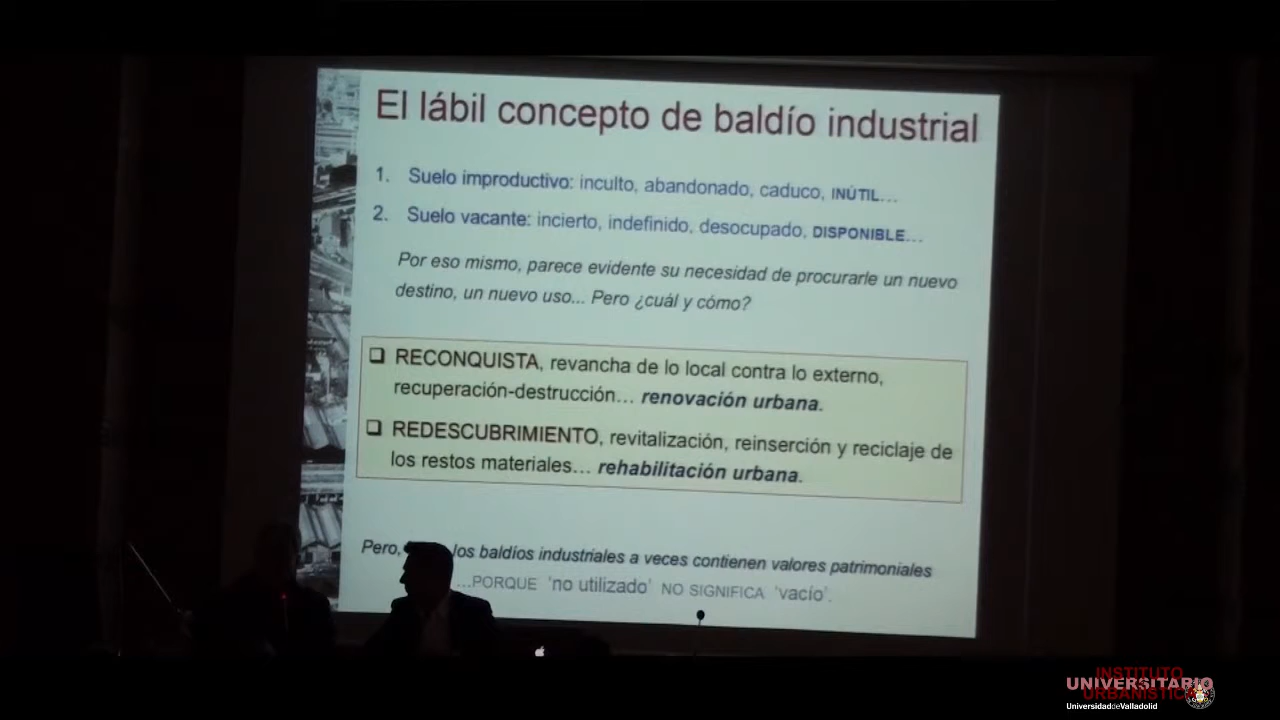 El lábil concepto de baldío industrial
1. Suelo improductivo: inculto, abandonado, caduco, INÚTIL...
2. Suelo vacante: incierto, indefinido, desocupado, DISPONIBLE...
Por eso mismo, parece evidente su necesidad de procurarle un nuevo
destino, un nuevo uso... Pero ¿cuál y cómo?
❑ RECONQUISTA, revancha de lo local contra lo externo,
recuperación-destrucción... renovación urbana.
❑ REDESCUBRIMIENTO, revitalización, reinserción y reciclaje de
los restos materiales... rehabilitación urbana.
Pero, los baldíos industriales a veces contienen valores patrimoniales
...PORQUE 'no utilizado' NO SIGNIFICA 'vacío'.
INSTITUTO
UNIVERSITARIO
URBANÍSTICA
UniversidaddeValladolid